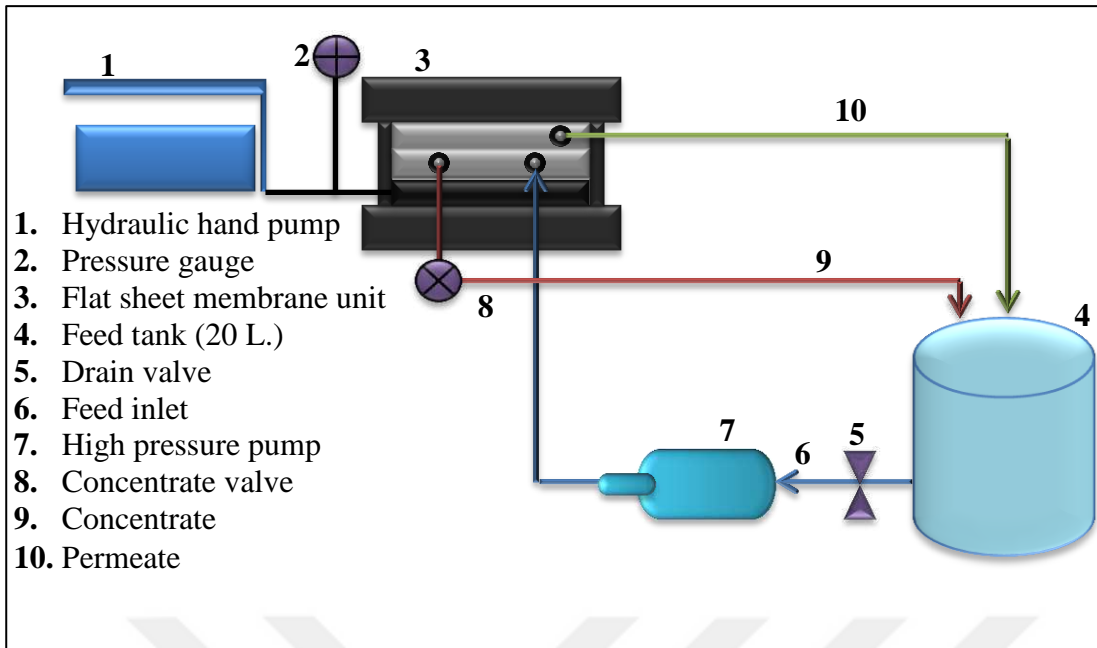 1
2
3
10
1. Hydraulic hand pump
2. Pressure gauge
3. Flat sheet membrane unit
4. Feed tank (20 L.)
5. Drain valve
6. Feed inlet
7. High pressure pump
8. Concentrate valve
9. Concentrate
10. Permeate
9
8
4
7
6
5